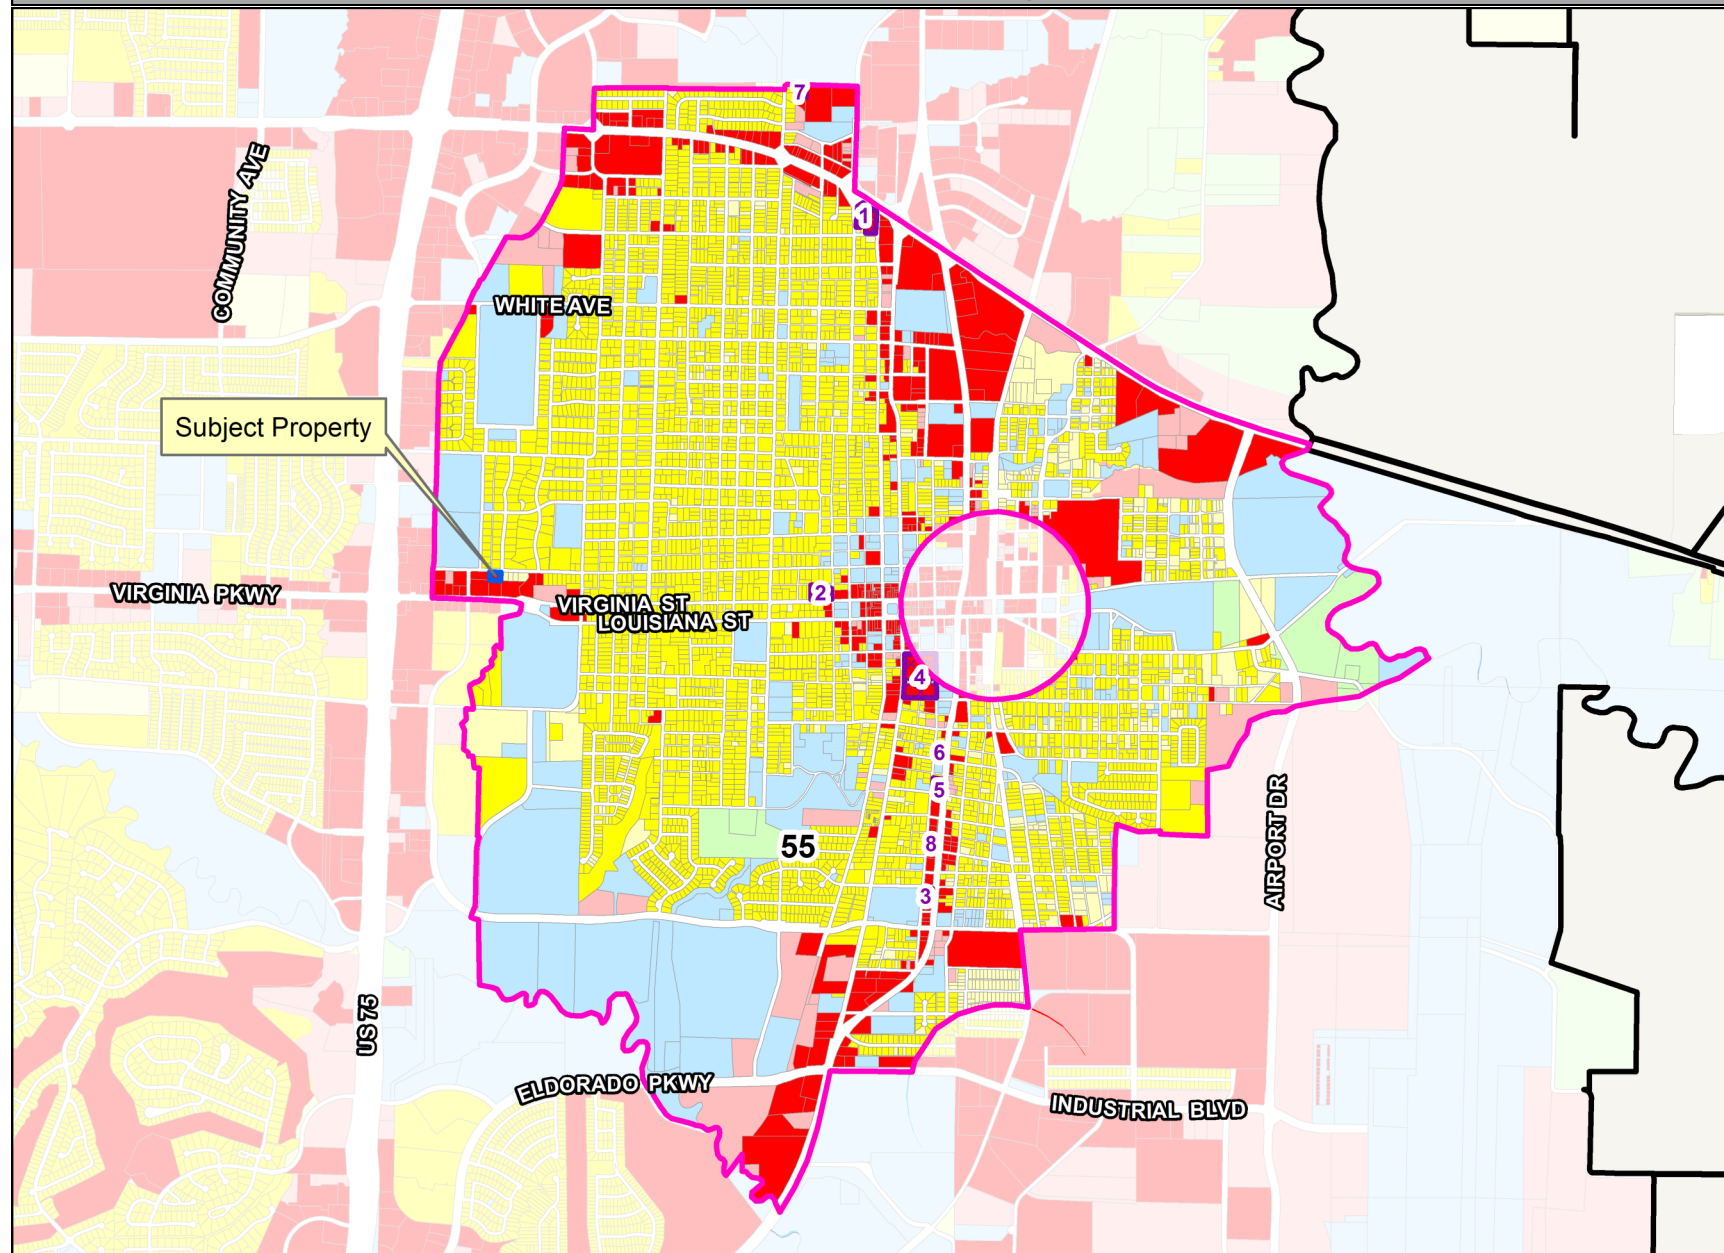 7
COMMUNITY AVE
1
WHITE AVE
Subject Property
VIRGINIA PKWY
2
VIRGINIA ST
LOUISIANA ST
4
6
5
AIRPORT DR
55
8
3
US 75
ELDORADO PKWY
INDUSTRIAL BLVD